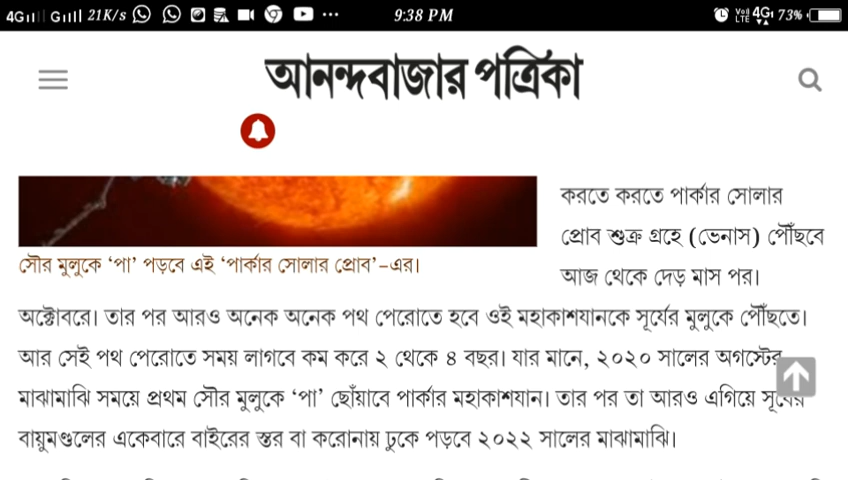 4G 4G 21K/s ... 9:38 PM VoLTE 4G 73%
আনন্দবাজার পত্রিকা
সৌর মুলুকে ‘পা’ পড়বে এই ‘পার্কার সোলার প্রোব’-এর।
করতে করতে পার্কার সোলার
প্রোব শুক্র গ্রহে (ভেনাস) পৌঁছবে
আজ থেকে দেড় মাস পর।
অক্টোবরে। তার পর আরও অনেক অনেক পথ পেরোতে হবে ওই মহাকাশযানকে সূর্যের মুলুকে পৌঁছতে।
আর সেই পথ পেরোতে সময় লাগবে কম করে ২ থেকে ৪ বছর। যার মানে, ২০২০ সালের অগস্টের
মাঝামাঝি সময়ে প্রথম সৌর মুলুকে ‘পা’ ছোঁয়াবে পার্কার মহাকাশযান। তার পর তা আরও এগিয়ে সূর্যের
বায়ুমণ্ডলের একেবারে বাইরের স্তর বা করোনায় ঢুকে পড়বে ২০২২ সালের মাঝামাঝি।